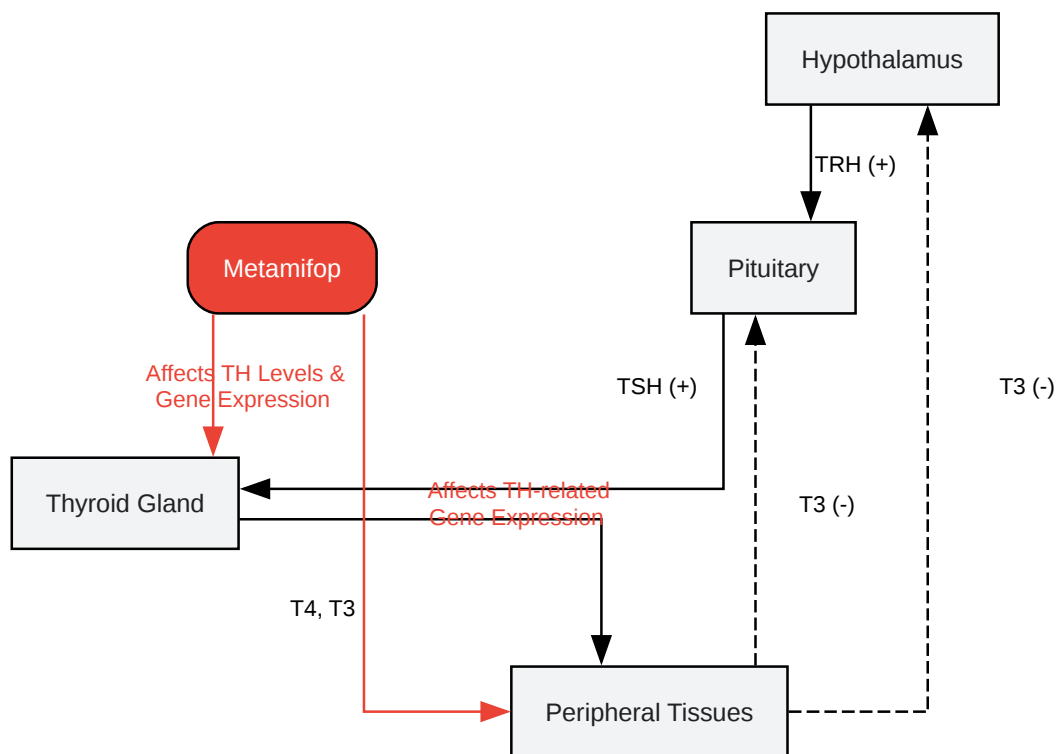 Hypothalamus
TRH (+)
Metamifop
Pituitary
Affects TH Levels &
Gene Expression
TSH (+)
T3 (-)
Thyroid Gland
Affects TH-related
Gene Expression
T3 (-)
T4, T3
Peripheral Tissues